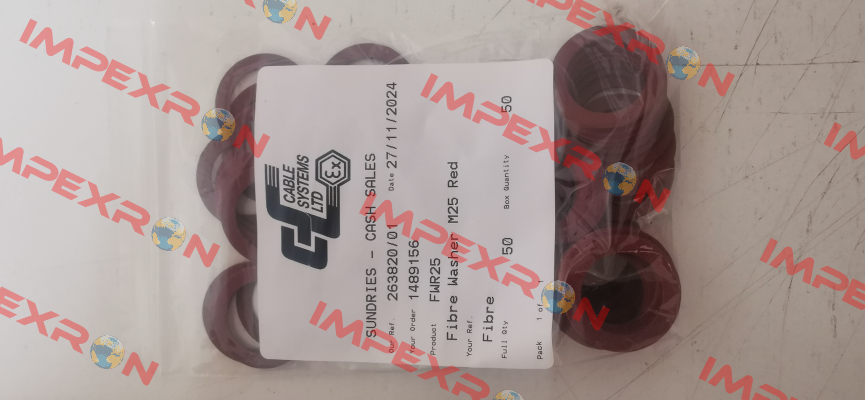 CABLE
SYSTEMS
LTD
Ex
SUNDRIES - CASH SALES
Our Ref. 263820/01 Date 27/11/2024
Your Order 1489156
Product FWR25
Fibre Washer M25 Red
Your Ref.
Fibre
Full Qty 50 Box Quantity 50
Pack 1 of 1
IMPEXRON
IMPEXRON
IMPEXRON
IMPEXRON
IMPEXRON
IMPEXRON
IMPEXRON